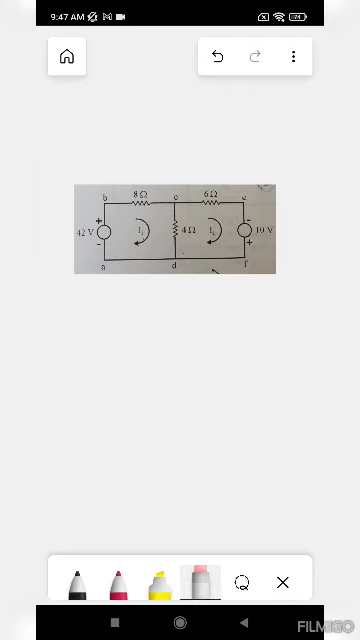 9:47 AM
8 Ω 6 Ω
b c e
+ -
42 V I₁ 4 Ω I₂ 10 V
- +
a d f
FILMIGO